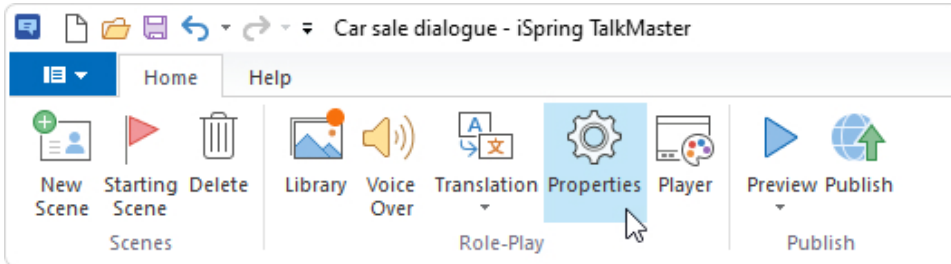 Car sale dialogue - iSpring TalkMaster
Home Help
New Scene
Starting Scene
Delete
Library
Voice Over
A
文
Translation
Properties
Player
Preview
Publish
Scenes
Role-Play
Publish